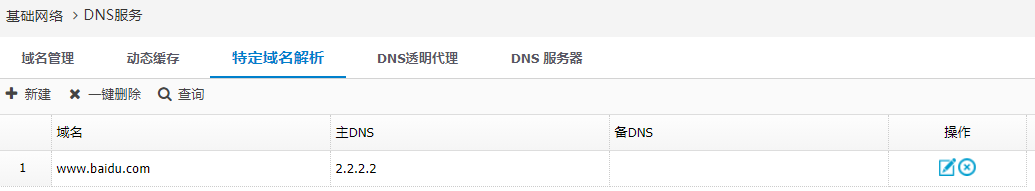 基础网络 > DNS服务
域名管理 动态缓存 特定域名解析 DNS透明代理 DNS 服务器
新建 一键删除 查询
域名 主DNS 备DNS 操作
1 www.baidu.com 2.2.2.2